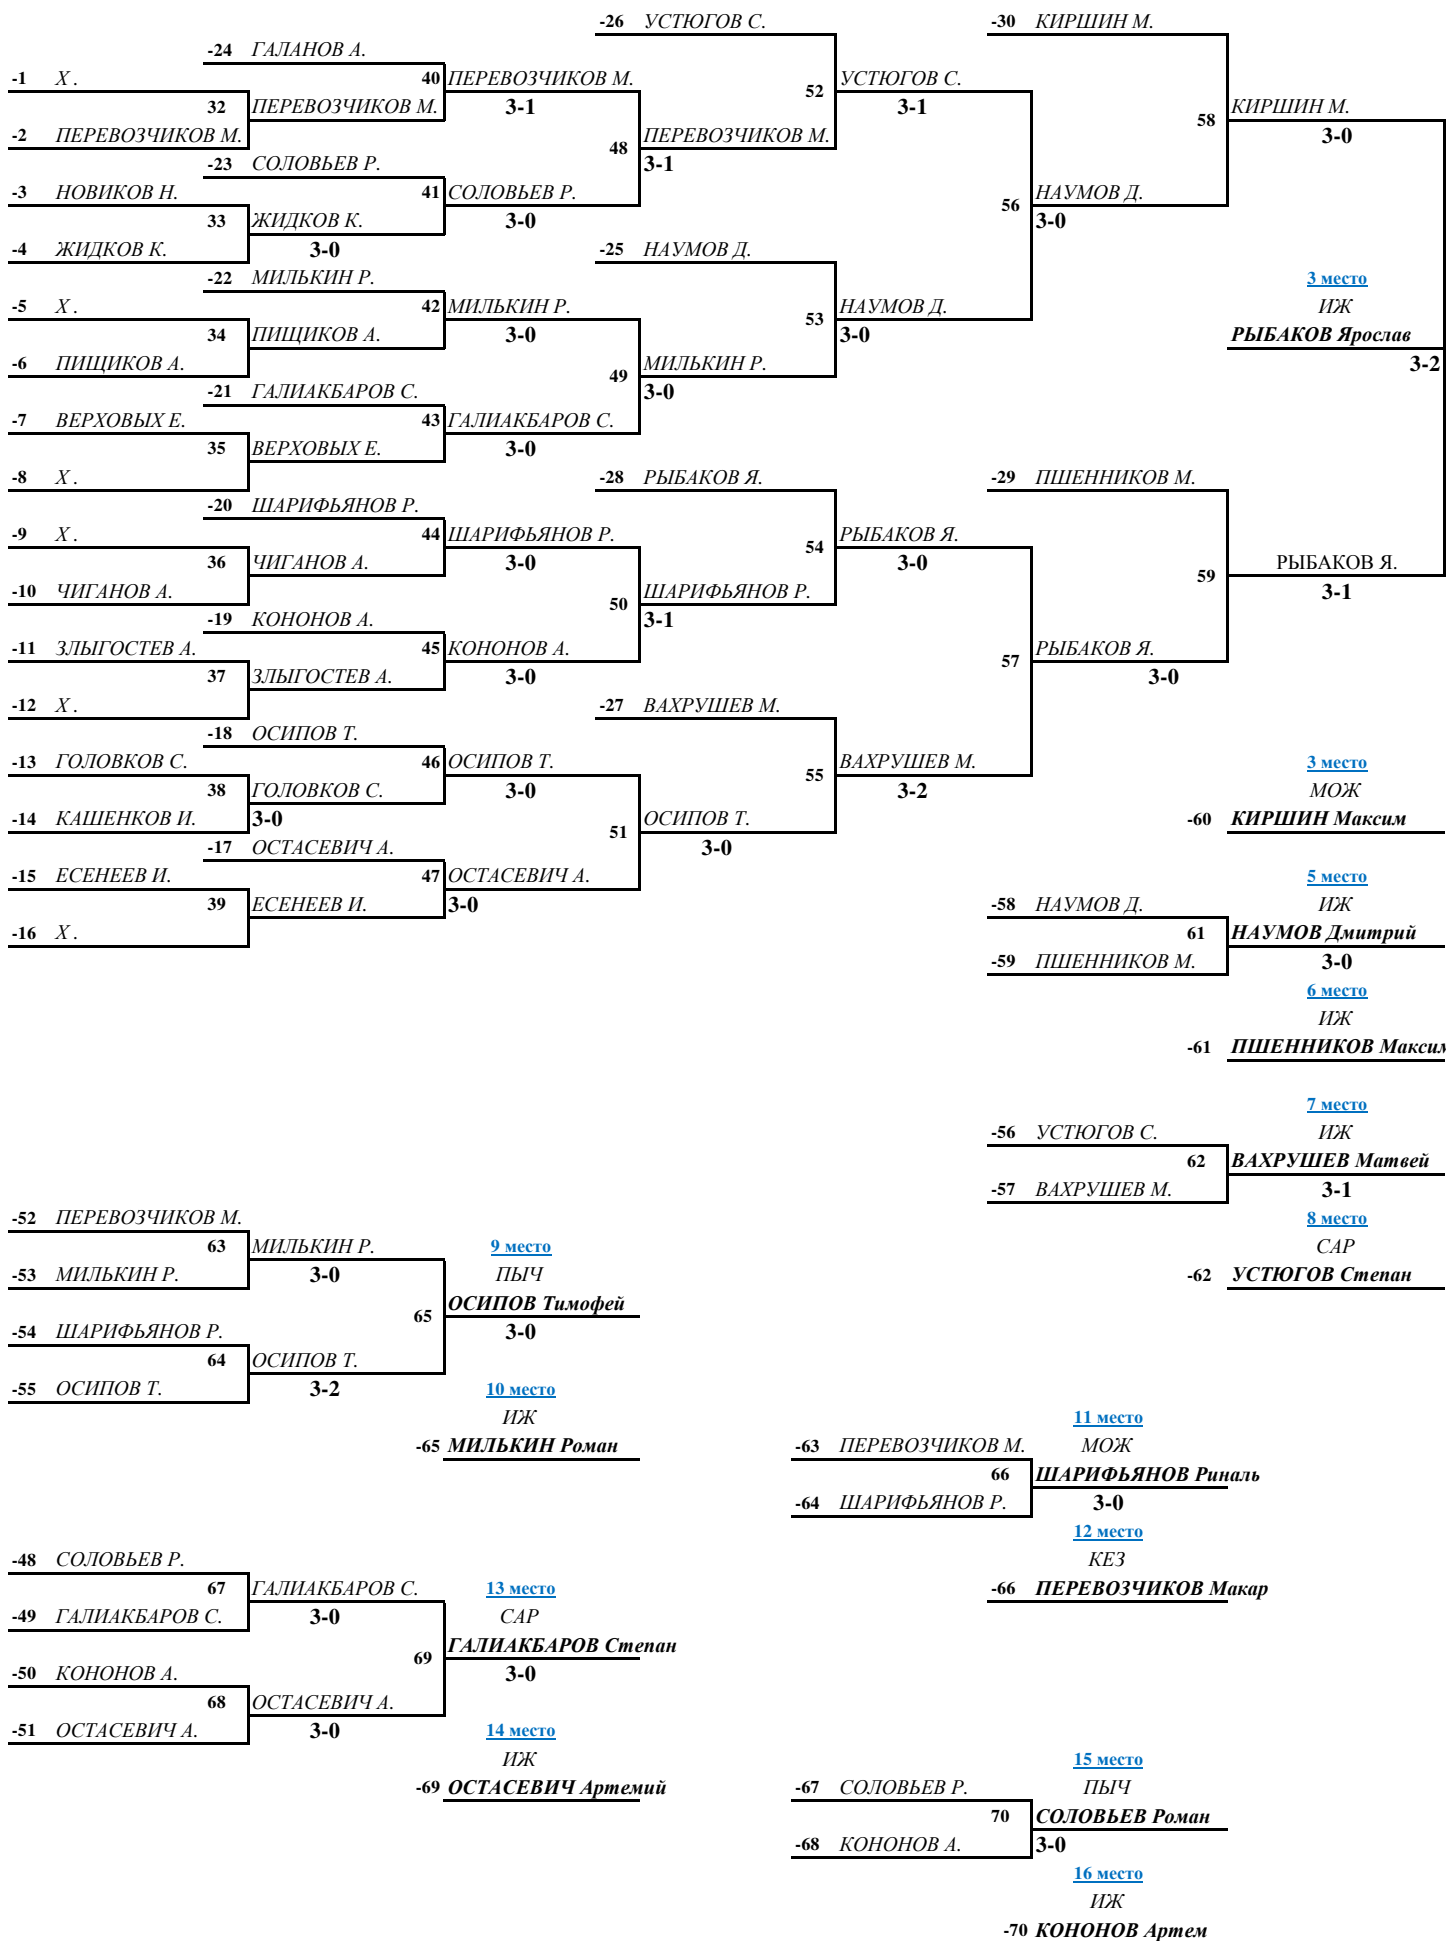 -26 УСТЮГОВ С. -30 КИРШИН М.
-24 ГАЛАНОВ А.
-1 Х . 40 ПЕРЕВОЗЧИКОВ М. 52 УСТЮГОВ С.
32 ПЕРЕВОЗЧИКОВ М. 3-1 3-1 58 КИРШИН М.
-2 ПЕРЕВОЗЧИКОВ М. 48 ПЕРЕВОЗЧИКОВ М. 3-0
-23 СОЛОВЬЕВ Р. 3-1
-3 НОВИКОВ Н. 41 СОЛОВЬЕВ Р. 56 НАУМОВ Д.
33 ЖИДКОВ К. 3-0 3-0
-4 ЖИДКОВ К. 3-0 -25 НАУМОВ Д.
-22 МИЛЬКИН Р. 3 место
-5 Х . 42 МИЛЬКИН Р. 53 НАУМОВ Д. ИЖ
34 ПИЩИКОВ А. 3-0 3-0 РЫБАКОВ Ярослав
-6 ПИЩИКОВ А. 49 МИЛЬКИН Р. 3-2
-21 ГАЛИАКБАРОВ С. 3-0
-7 ВЕРХОВЫХ Е. 43 ГАЛИАКБАРОВ С.
35 ВЕРХОВЫХ Е. 3-0
-8 Х . -28 РЫБАКОВ Я. -29 ПШЕННИКОВ М.
-20 ШАРИФЬЯНОВ Р.
-9 Х . 44 ШАРИФЬЯНОВ Р. 54 РЫБАКОВ Я.
36 ЧИГАНОВ А. 3-0 3-0 59 РЫБАКОВ Я.
-10 ЧИГАНОВ А. 50 ШАРИФЬЯНОВ Р. 3-1
-19 КОНОНОВ А. 3-1
-11 ЗЛЫГОСТЕВ А. 45 КОНОНОВ А. 57 РЫБАКОВ Я.
37 ЗЛЫГОСТЕВ А. 3-0 3-0
-12 Х . -27 ВАХРУШЕВ М.
-18 ОСИПОВ Т.
-13 ГОЛОВКОВ С. 46 ОСИПОВ Т. 55 ВАХРУШЕВ М. 3 место
38 ГОЛОВКОВ С. 3-0 3-2 МОЖ
-14 КАШЕНКОВ И. 3-0 51 ОСИПОВ Т. -60 КИРШИН Максим
-17 ОСТАСЕВИЧ А. 3-0
-15 ЕСЕНЕЕВ И. 47 ОСТАСЕВИЧ А. 5 место
39 ЕСЕНЕЕВ И. 3-0 -58 НАУМОВ Д. ИЖ
-16 Х . 61 НАУМОВ Дмитрий
-59 ПШЕННИКОВ М. 3-0
6 место
ИЖ
-61 ПШЕННИКОВ Максим
7 место
-56 УСТЮГОВ С. ИЖ
62 ВАХРУШЕВ Матвей
-57 ВАХРУШЕВ М. 3-1
-52 ПЕРЕВОЗЧИКОВ М. 8 место
63 МИЛЬКИН Р. 9 место САР
-53 МИЛЬКИН Р. 3-0 ПЫЧ -62 УСТЮГОВ Степан
65 ОСИПОВ Тимофей
-54 ШАРИФЬЯНОВ Р. 3-0
64 ОСИПОВ Т.
-55 ОСИПОВ Т. 3-2 10 место
ИЖ 11 место
-65 МИЛЬКИН Роман -63 ПЕРЕВОЗЧИКОВ М. МОЖ
66 ШАРИФЬЯНОВ Риналь
-64 ШАРИФЬЯНОВ Р. 3-0
12 место
-48 СОЛОВЬЕВ Р. КЕЗ
67 ГАЛИАКБАРОВ С. 13 место -66 ПЕРЕВОЗЧИКОВ Макар
-49 ГАЛИАКБАРОВ С. 3-0 САР
69 ГАЛИАКБАРОВ Степан
-50 КОНОНОВ А. 3-0
68 ОСТАСЕВИЧ А.
-51 ОСТАСЕВИЧ А. 3-0 14 место
ИЖ 15 место
-69 ОСТАСЕВИЧ Артемий -67 СОЛОВЬЕВ Р. ПЫЧ
70 СОЛОВЬЕВ Роман
-68 КОНОНОВ А. 3-0
16 место
ИЖ
-70 КОНОНОВ Артем